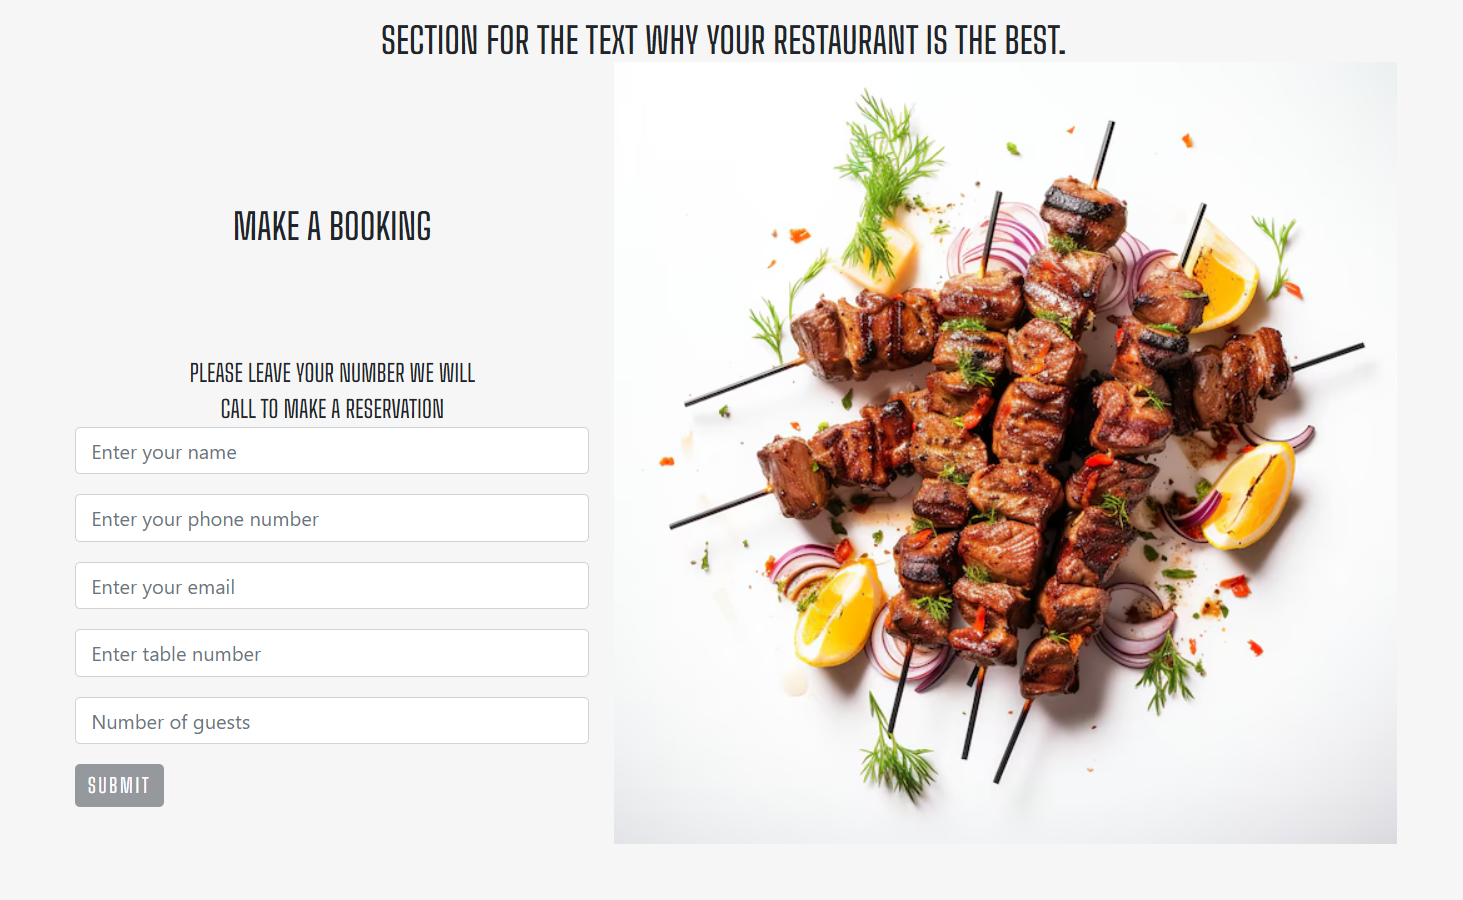 SECTION FOR THE TEXT WHY YOUR RESTAURANT IS THE BEST.
MAKE A BOOKING
PLEASE LEAVE YOUR NUMBER WE WILL
CALL TO MAKE A RESERVATION
Enter your name
Enter your phone number
Enter your email
Enter table number
Number of guests
SUBMIT